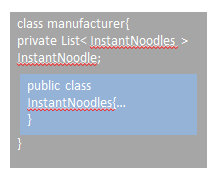 class manufacturer{
private List< InstantNoodles >
InstantNoodle;
public class
InstantNoodles{...
}
}